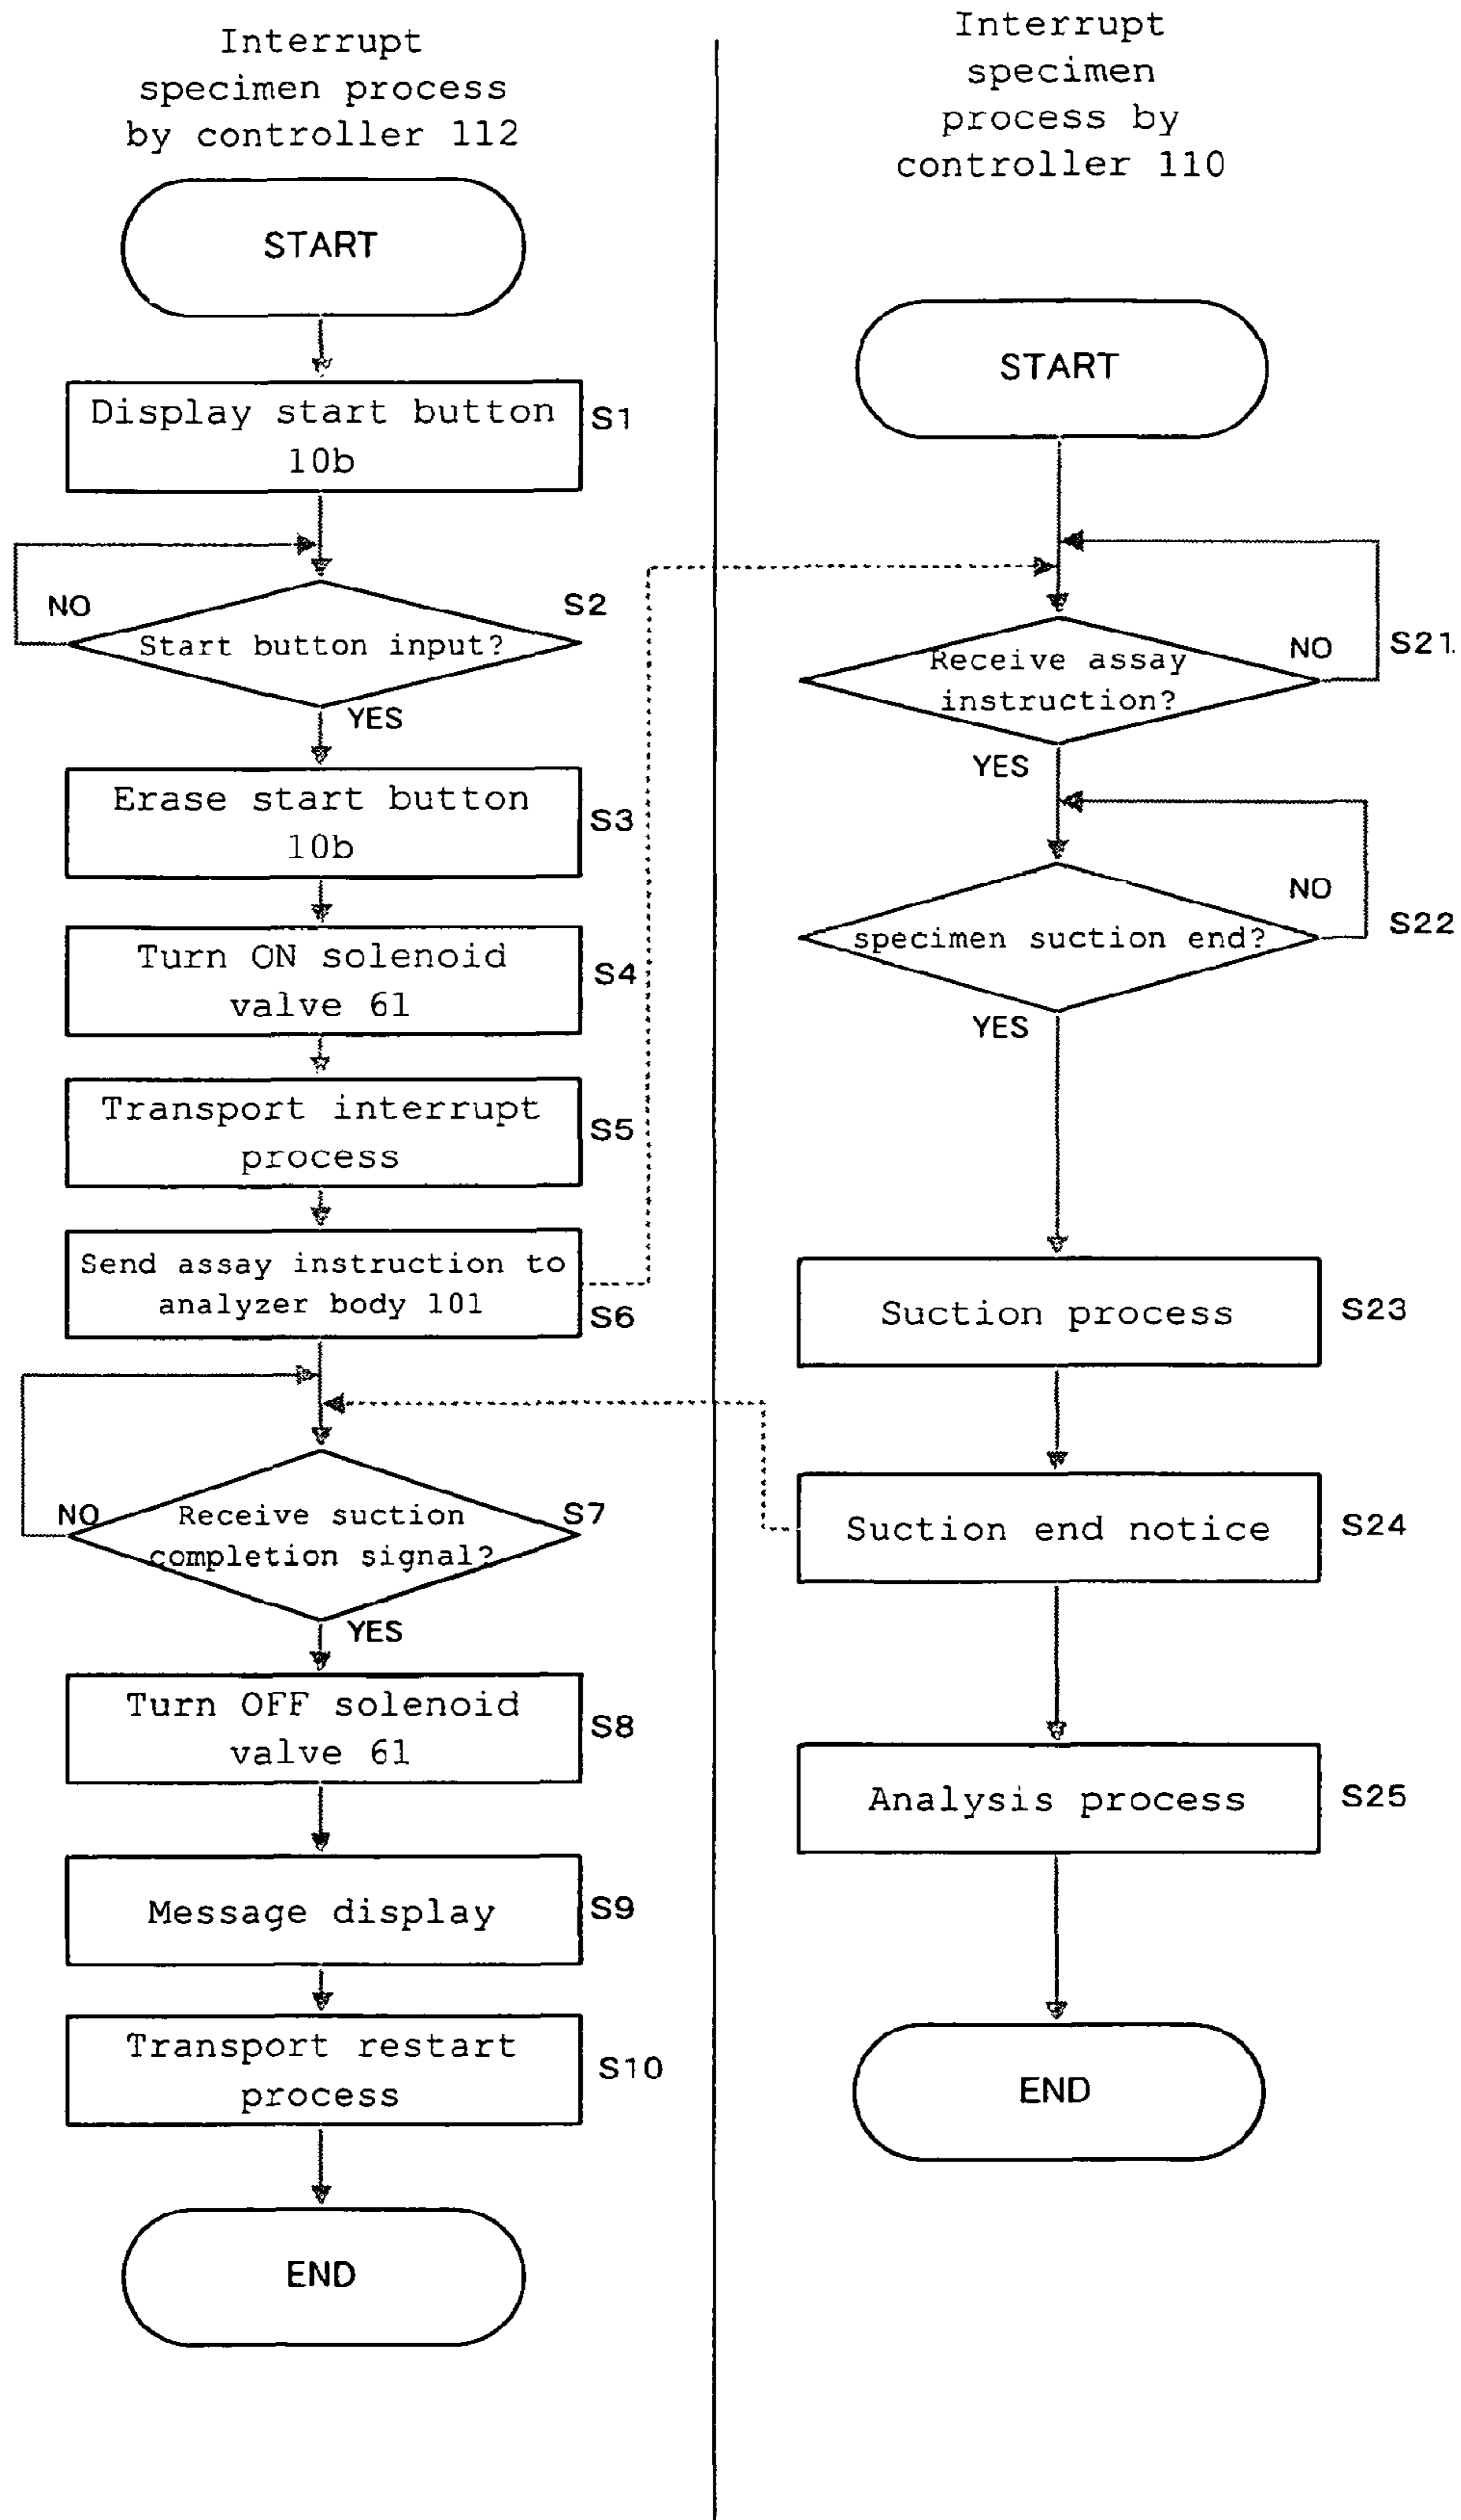 Interrupt
specimen process
by controller 112
START
Display start button
10b
S1
NO
S2
Start button input?
YES
Erase start button
10b
S3
Turn ON solenoid
valve 61
S4
Transport interrupt
process
S5
Send assay instruction to
analyzer body 101
S6
NO
Receive suction
completion signal?
S7
YES
Turn OFF solenoid
valve 61
S8
Message display
S9
Transport restart
process
S10
END
Interrupt
specimen
process by
controller 110
START
Receive assay
instruction?
NO
S21
YES
NO
specimen suction end?
S22
YES
Suction process
S23
Suction end notice
S24
Analysis process
S25
END